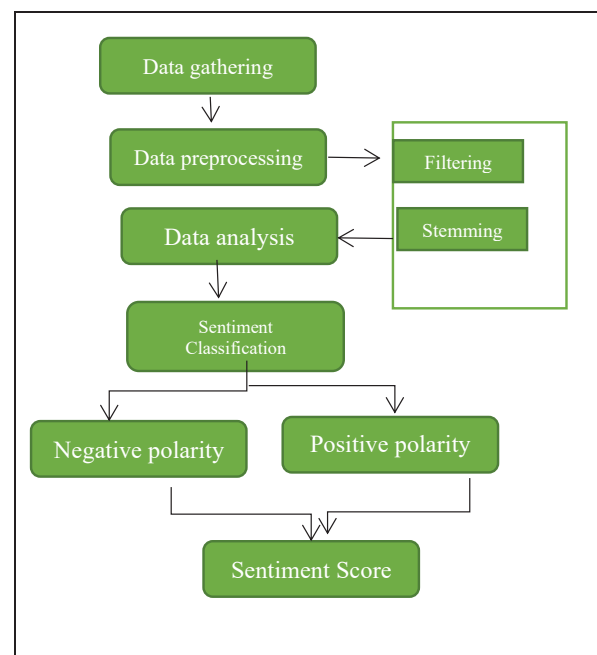 Data gathering
Data preprocessing
Filtering
Stemming
Data analysis
Sentiment
Classification
Negative polarity
Positive polarity
Sentiment Score